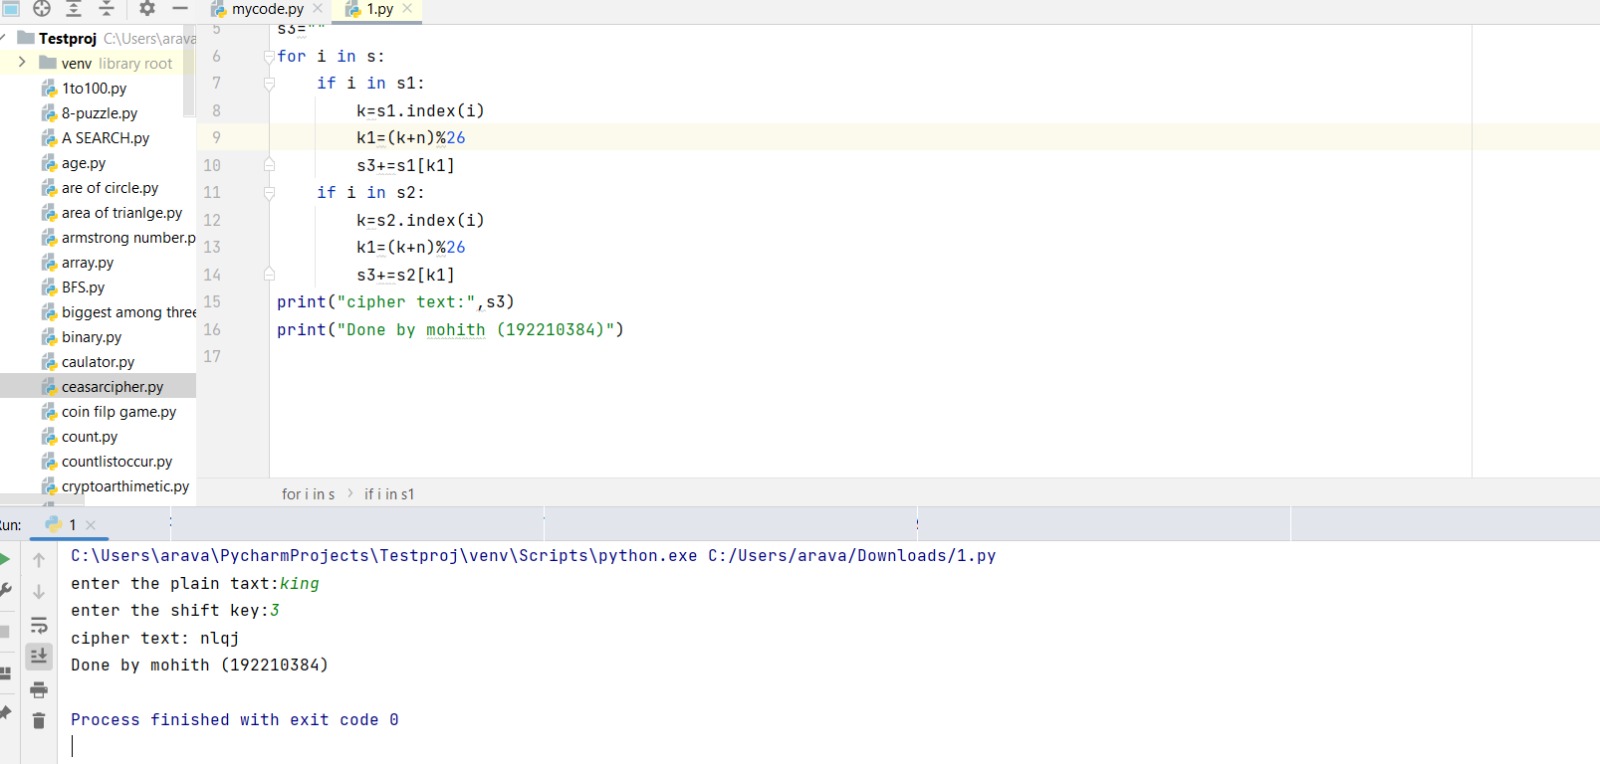 mycode.py
1.py
Testproj C:\Users\arava
venv library root
1to100.py
8-puzzle.py
A SEARCH.py
age.py
are of circle.py
area of trianlge.py
armstrong number.p
array.py
BFS.py
biggest among three
binary.py
caulator.py
ceasarcipher.py
coin filp game.py
count.py
countlistoccur.py
cryptoarthimetic.py
5 s3=""
6 for i in s:
7 if i in s1:
8 k=s1.index(i)
9 k1=(k+n)%26
10 s3+=s1[k1]
11 if i in s2:
12 k=s2.index(i)
13 k1=(k+n)%26
14 s3+=s2[k1]
15 print("cipher text:",s3)
16 print("Done by mohith (192210384)")
17
for i in s > if i in s1
Run: 1
C:\Users\arava\PycharmProjects\Testproj\venv\Scripts\python.exe C:/Users/arava/Downloads/1.py
enter the plain taxt:king
enter the shift key:3
cipher text: nlqj
Done by mohith (192210384)
Process finished with exit code 0